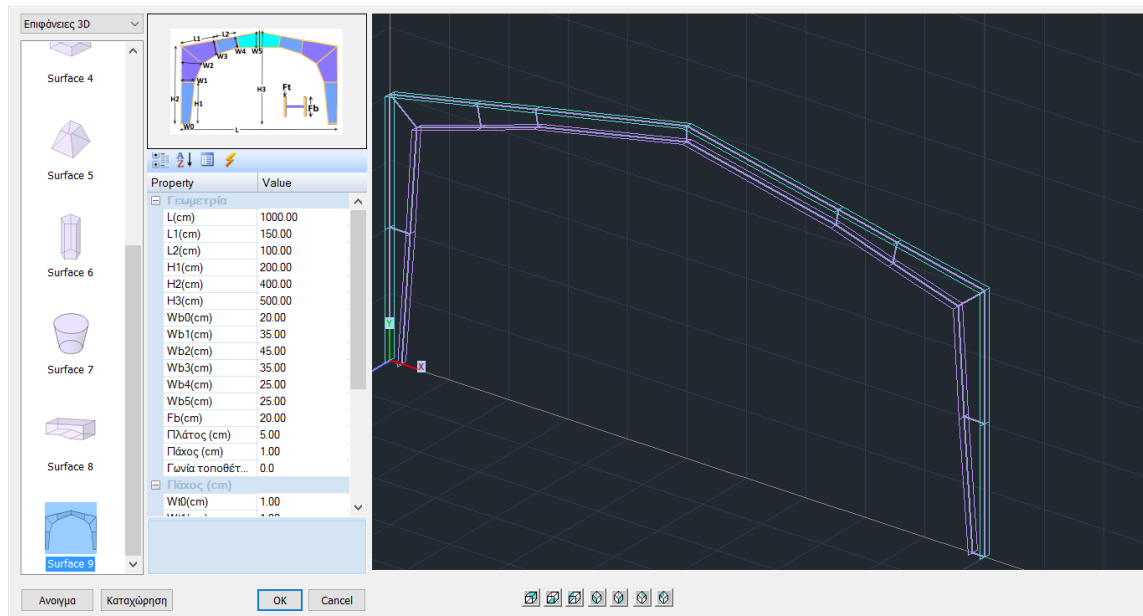 Επιφάνειες 3D
Surface 4
Surface 5
Surface 6
Surface 7
Surface 8
Surface 9
L1
L2
W3
W4
W5
W2
W1
H2
H1
H3
Ft
Fb
W0
L
Property Value
Γεωμετρία
L(cm) 1000.00
L1(cm) 150.00
L2(cm) 100.00
H1(cm) 200.00
H2(cm) 400.00
H3(cm) 500.00
Wb0(cm) 20.00
Wb1(cm) 35.00
Wb2(cm) 45.00
Wb3(cm) 35.00
Wb4(cm) 25.00
Wb5(cm) 25.00
Fb(cm) 20.00
Πλάτος (cm) 5.00
Πάχος (cm) 1.00
Γωνία τοποθέτ... 0.0
Πάχος (cm)
Wt0(cm) 1.00
Y
X
Ανοιγμα
Καταχώρηση
OK
Cancel